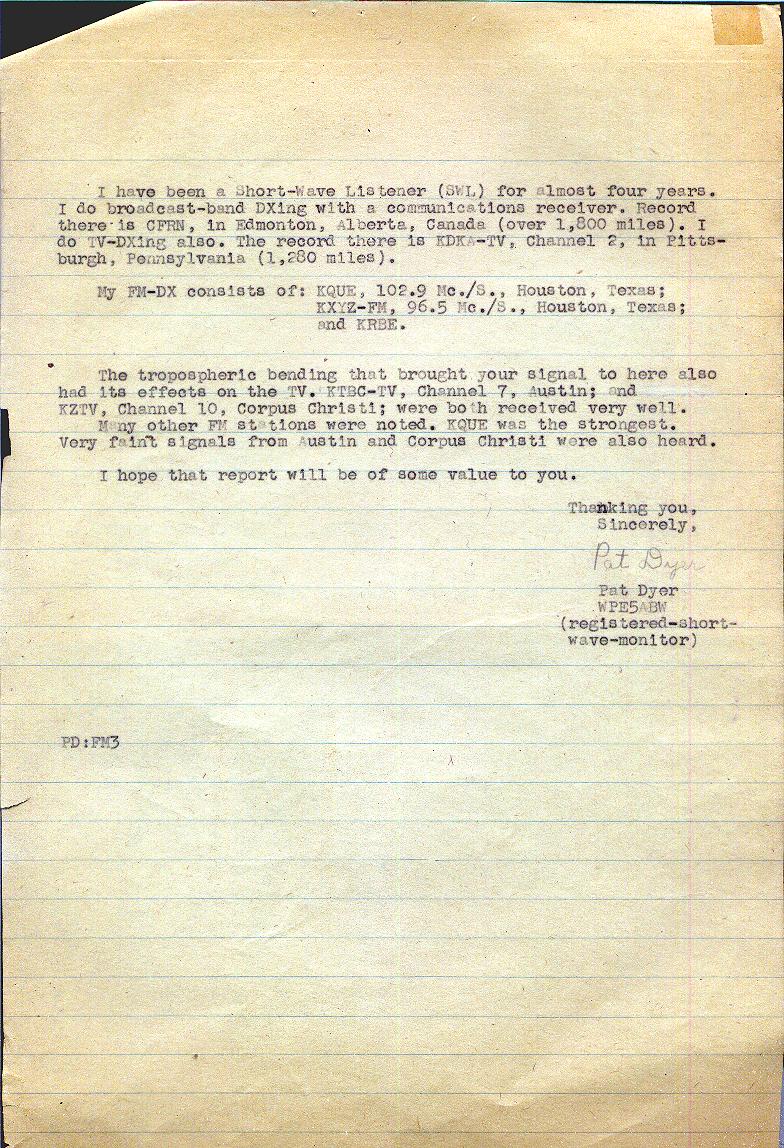 I have been a Short-Wave Listener (SWL) for almost four years.
I do broadcast-band DXing with a communications receiver. Record
there is CFRN, in Edmonton, Alberta, Canada (over 1,800 miles). I
do TV-DXing also. The record there is KDKA-TV, Channel 2, in Pitts-
burgh, Pennsylvania (1,280 miles).
My FM-DX consists of: KQUE, 102.9 Mc./S., Houston, Texas;
KXYZ-FM, 96.5 Mc./S., Houston, Texas;
and KRBE.
The tropospheric bending that brought your signal to here also
had its effects on the TV. KTBC-TV, Channel 7, Austin; and
KZTV, Channel 10, Corpus Christi; were both received very well.
Many other FM stations were noted. KQUE was the strongest.
Very faint signals from Austin and Corpus Christi were also heard.
I hope that report will be of some value to you.
Thanking you,
Sincerely,
Pat Dyer
Pat Dyer
WPE5ABW
(registered-short-
wave-monitor)
PD:FM3